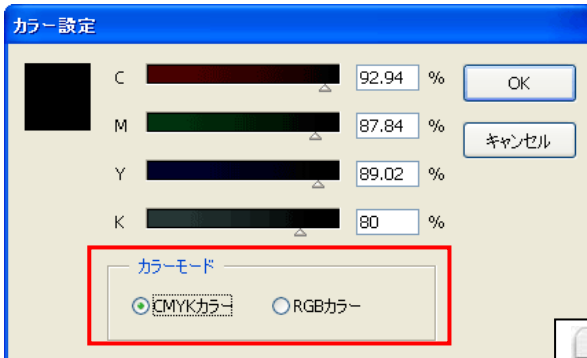 カラー設定
C 92.94 % OK
M 87.84 % キャンセル
Y 89.02 %
K 80 %
カラーモード
CMYKカラー RGBカラー